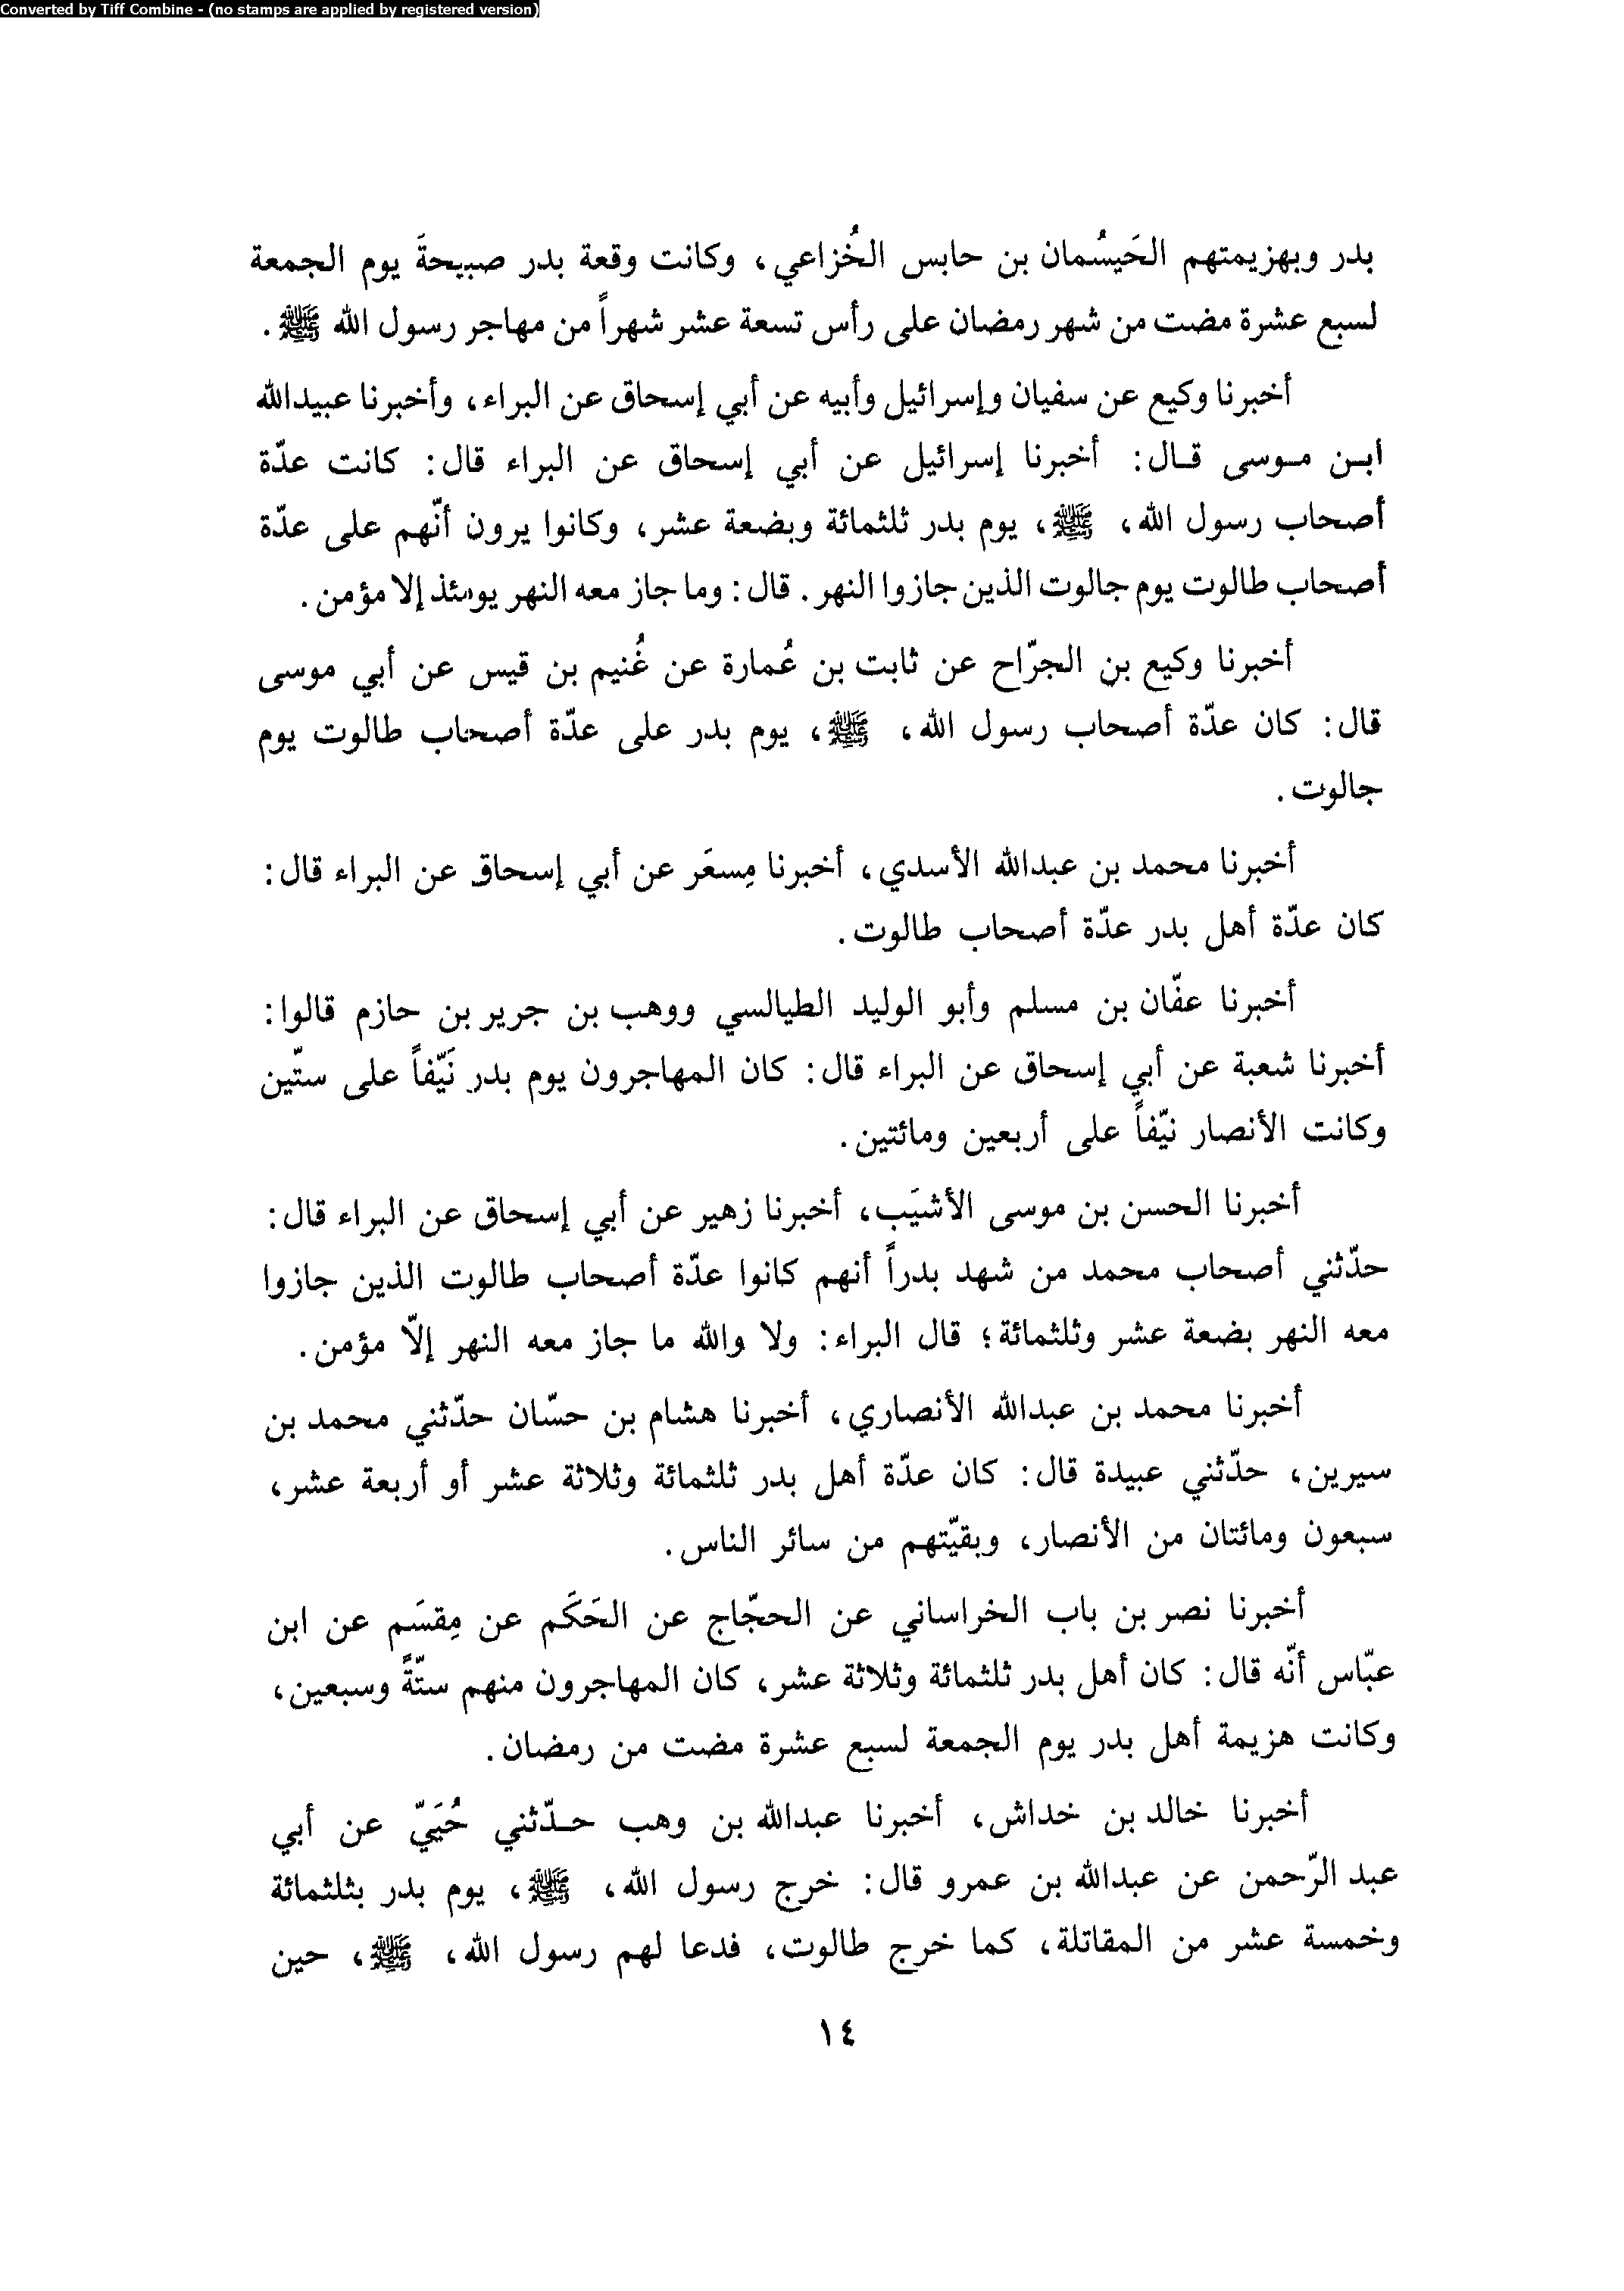 Converted by Tiff Combine - (no stamps are applied by registered version)
بدر وبهزيمتهم الحَيسُمان بن حابس الخُزاعي، وكانت وقعة بدر صبيحةَ يوم الجمعة
لسبع عشرة مضت من شهر رمضان على رأس تسعة عشر شهراً من مهاجر رسول الله ﷺ.
أخبرنا وكيع عن سفيان وإسرائيل وأبيه عن أبي إسحاق عن البراء، وأخبرنا عبيدالله
ابـن مـوسى قـال: أخبرنا إسرائيل عن أبي إسحاق عن البراء قال: كانت عدّة
أصحاب رسول الله، ﷺ، يوم بدر ثلثمائة وبضعة عشر، وكانوا يرون أنّهم على عدّة
أصحاب طالوت يوم جالوت الذين جازوا النهر. قال: وما جاز معه النهر يومئذ إلا مؤمن.
أخبرنا وكيع بن الجرّاح عن ثابت بن عُمارة عن غُنيم بن قيس عن أبي موسى
قال: كان عدّة أصحاب رسول الله، ﷺ، يوم بدر على عدّة أصحاب طالوت يوم
جالوت.
أخبرنا محمد بن عبدالله الأسدي، أخبرنا مِسعَر عن أبي إسحاق عن البراء قال:
كان عدّة أهل بدر عدّة أصحاب طالوت.
أخبرنا عفّان بن مسلم وأبو الوليد الطيالسي ووهب بن جرير بن حازم قالوا:
أخبرنا شعبة عن أبي إسحاق عن البراء قال: كان المهاجرون يوم بدر نَيّفاً على ستّين
وكانت الأنصار نيّفاً على أربعين ومائتين.
أخبرنا الحسن بن موسى الأشيَب، أخبرنا زهير عن أبي إسحاق عن البراء قال:
حدّثني أصحاب محمد من شهد بدراً أنهم كانوا عدّة أصحاب طالوت الذين جازوا
معه النهر بضعة عشر وثلثمائة؛ قال البراء: ولا والله ما جاز معه النهر إلاّ مؤمن.
أخبرنا محمد بن عبدالله الأنصاري، أخبرنا هشام بن حسّان حدّثني محمد بن
سيرين، حدّثني عبيدة قال: كان عدّة أهل بدر ثلثمائة وثلاثة عشر أو أربعة عشر،
سبعون ومائتان من الأنصار، وبقيّتهم من سائر الناس.
أخبرنا نصر بن باب الخراساني عن الحجّاج عن الحَكَم عن مِقسَم عن ابن
عبّاس أنّه قال: كان أهل بدر ثلثمائة وثلاثة عشر، كان المهاجرون منهم ستّةً وسبعين،
وكانت هزيمة أهل بدر يوم الجمعة لسبع عشرة مضت من رمضان.
أخبرنا خالد بن خداش، أخبرنا عبدالله بن وهب حـدّثني حُيَيّ عن أبي
عبد الرّحمن عن عبدالله بن عمرو قال: خرج رسول الله، ﷺ، يوم بدر بثلثمائة
وخمسة عشر من المقاتلة، كما خرج طالوت، فدعا لهم رسول الله، ﷺ، حين
١٤